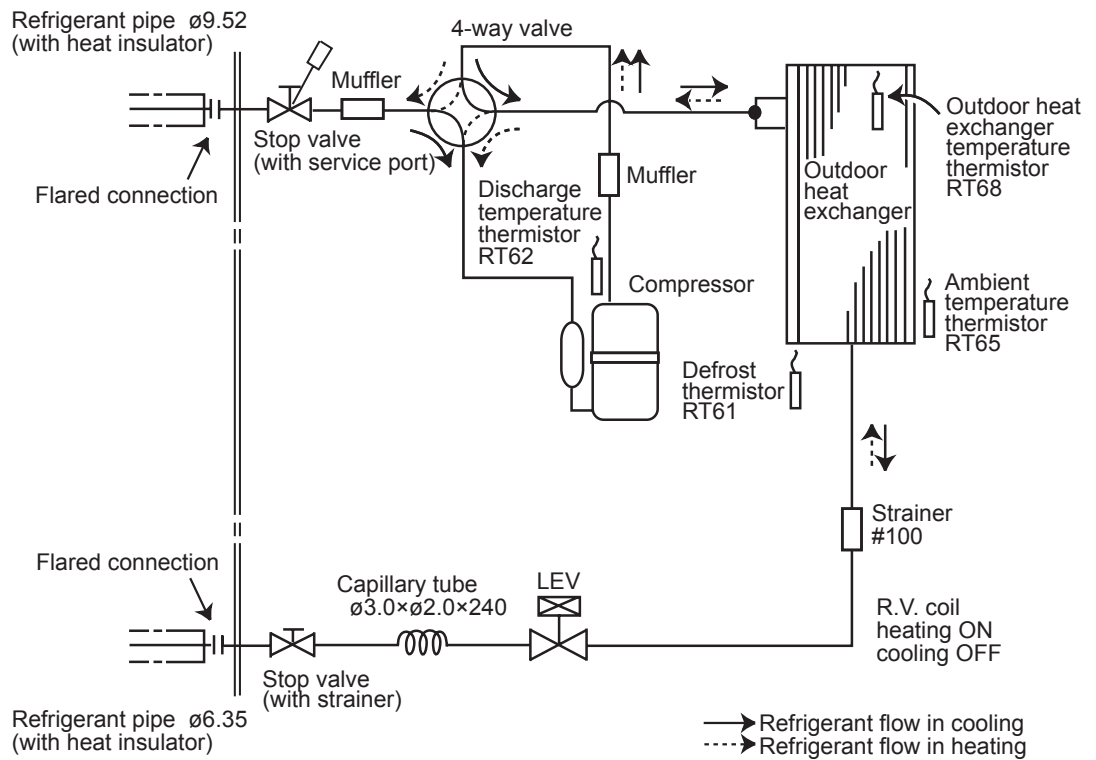 Refrigerant pipe ø9.52
(with heat insulator)
4-way valve
Muffler
Stop valve
(with service port)
Flared connection
Discharge
temperature
thermistor
RT62
Muffler
Outdoor
heat
exchanger
Outdoor heat
exchanger
temperature
thermistor
RT68
Compressor
Ambient
temperature
thermistor
RT65
Defrost
thermistor
RT61
Strainer
#100
Flared connection
Capillary tube
ø3.0×ø2.0×240
LEV
R.V. coil
heating ON
cooling OFF
Stop valve
(with strainer)
Refrigerant pipe ø6.35
(with heat insulator)
Refrigerant flow in cooling
Refrigerant flow in heating